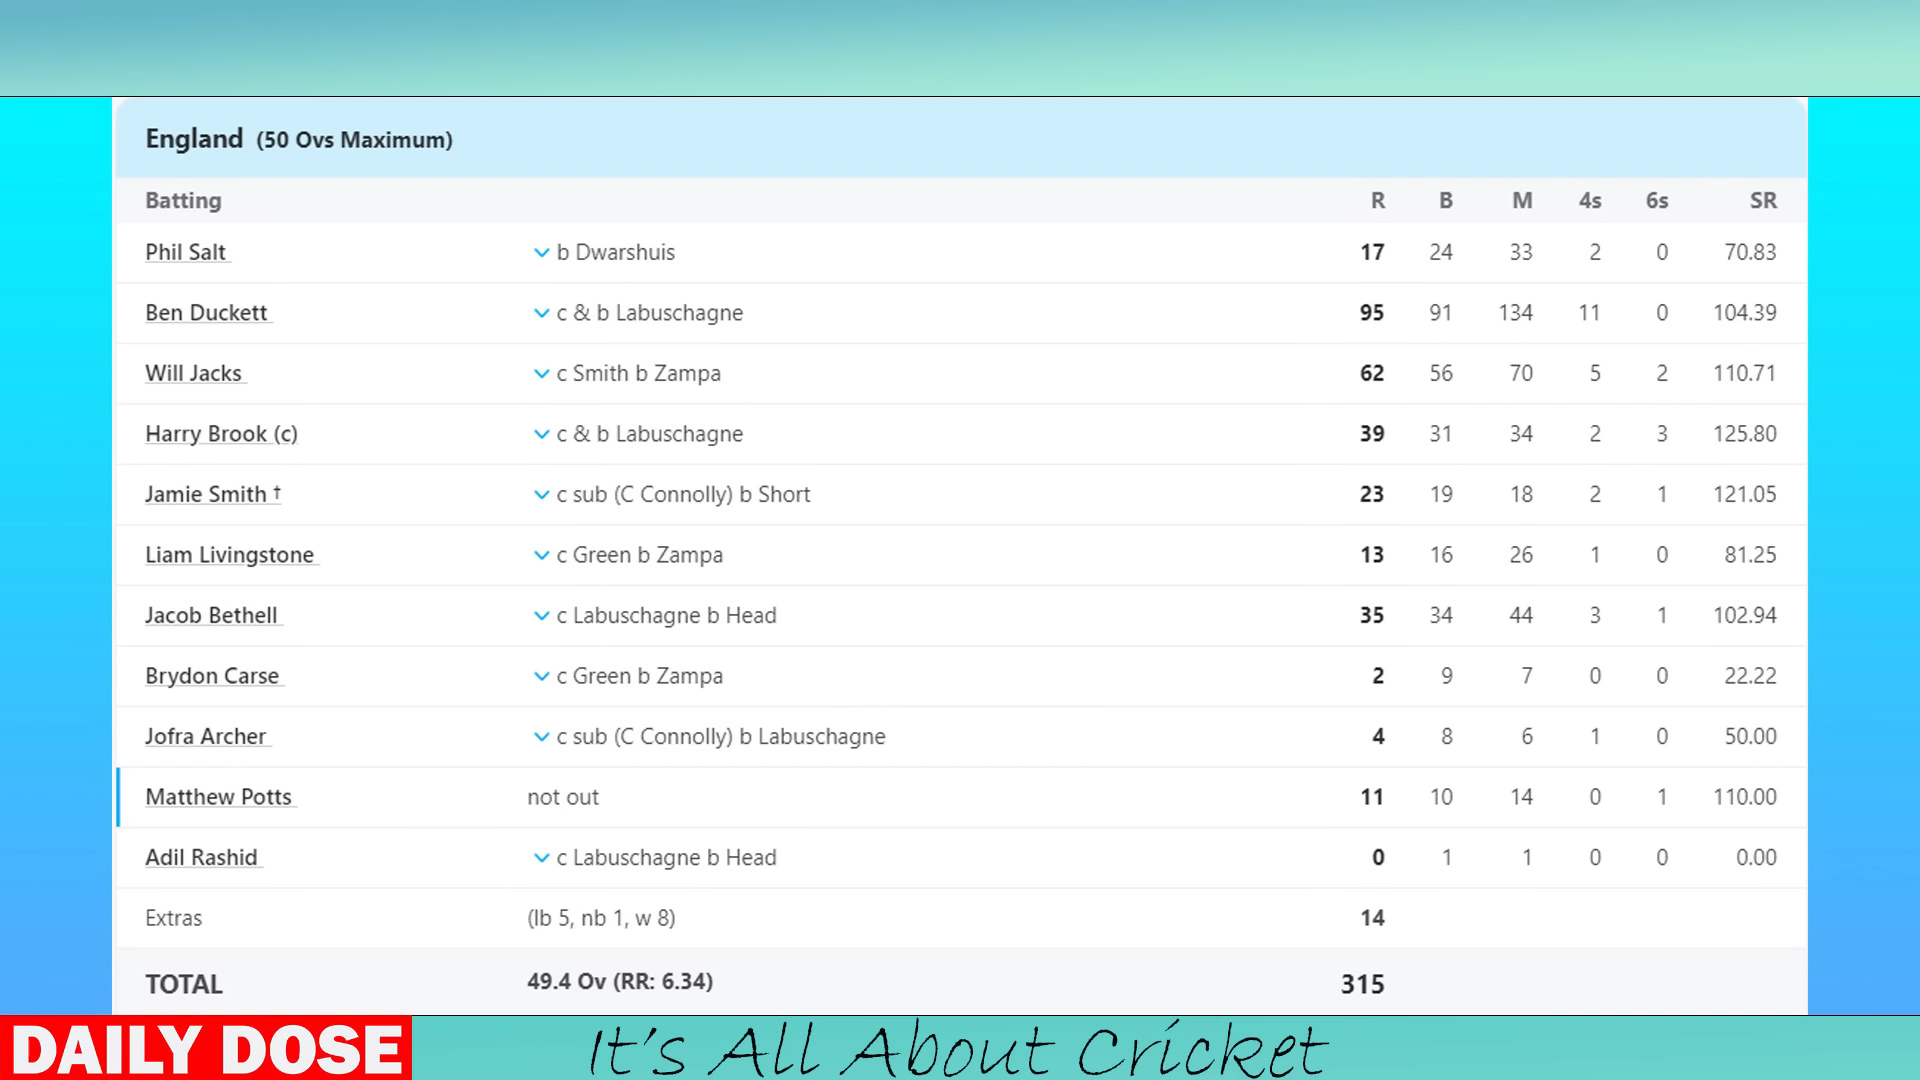 England (50 Ovs Maximum)
Batting R B M 4s 6s SR
Phil Salt b Dwarshuis 17 24 33 2 0 70.83
Ben Duckett c & b Labuschagne 95 91 134 11 0 104.39
Will Jacks c Smith b Zampa 62 56 70 5 2 110.71
Harry Brook (c) c & b Labuschagne 39 31 34 2 3 125.80
Jamie Smith † c sub (C Connolly) b Short 23 19 18 2 1 121.05
Liam Livingstone c Green b Zampa 13 16 26 1 0 81.25
Jacob Bethell c Labuschagne b Head 35 34 44 3 1 102.94
Brydon Carse c Green b Zampa 2 9 7 0 0 22.22
Jofra Archer c sub (C Connolly) b Labuschagne 4 8 6 1 0 50.00
Matthew Potts not out 11 10 14 0 1 110.00
Adil Rashid c Labuschagne b Head 0 1 1 0 0 0.00
Extras (lb 5, nb 1, w 8) 14
TOTAL 49.4 Ov (RR: 6.34) 315
DAILY DOSE It's All About Cricket